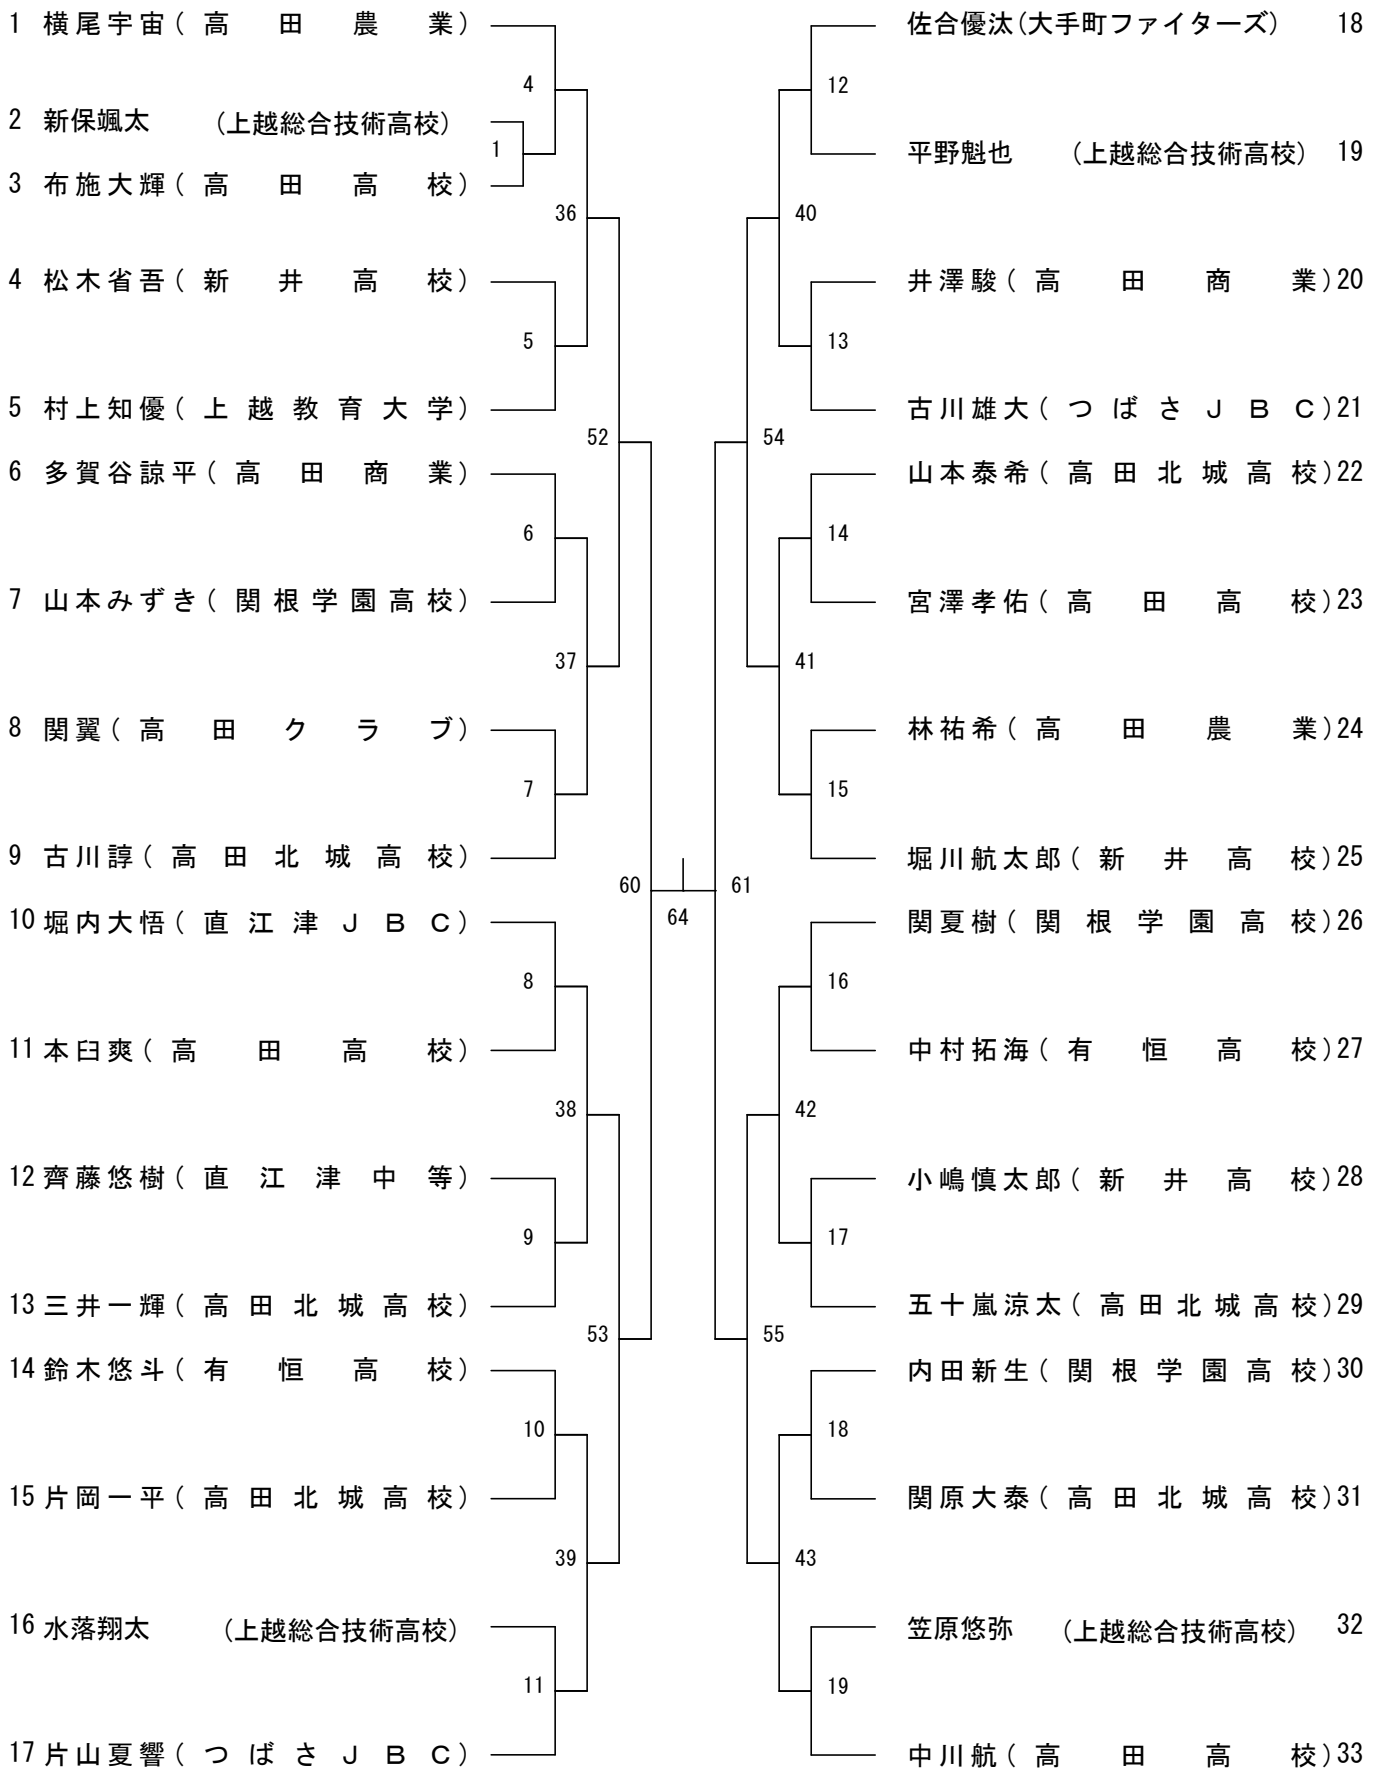 1 横尾宇宙(高田農業)
4
2 新保颯太 (上越総合技術高校)
1
3 布施大輝(高田高校)
36
4 松木省吾(新井高校)
5
5 村上知優(上越教育大学)
52
6 多賀谷諒平(高田商業)
6
7 山本みずき(関根学園高校)
37
8 関翼(高田クラブ)
7
9 古川諄(高田北城高校)
60
10 堀内大悟(直江津JBC)
8
11 本臼爽(高田高校)
38
12 齊藤悠樹(直江津中等)
9
13 三井一輝(高田北城高校)
53
14 鈴木悠斗(有恒高校)
10
15 片岡一平(高田北城高校)
39
16 水落翔太 (上越総合技術高校)
11
17 片山夏響(つばさJBC)
64
佐合優汰(大手町ファイターズ) 18
12
平野魁也 (上越総合技術高校) 19
40
井澤駿(高田商業)20
13
古川雄大(つばさJBC)21
54
山本泰希(高田北城高校)22
14
宮澤孝佑(高田高校)23
41
林祐希(高田農業)24
15
堀川航太郎(新井高校)25
61
関夏樹(関根学園高校)26
16
中村拓海(有恒高校)27
42
小嶋慎太郎(新井高校)28
17
五十嵐涼太(高田北城高校)29
55
内田新生(関根学園高校)30
18
関原大泰(高田北城高校)31
43
笠原悠弥 (上越総合技術高校) 32
19
中川航(高田高校)33